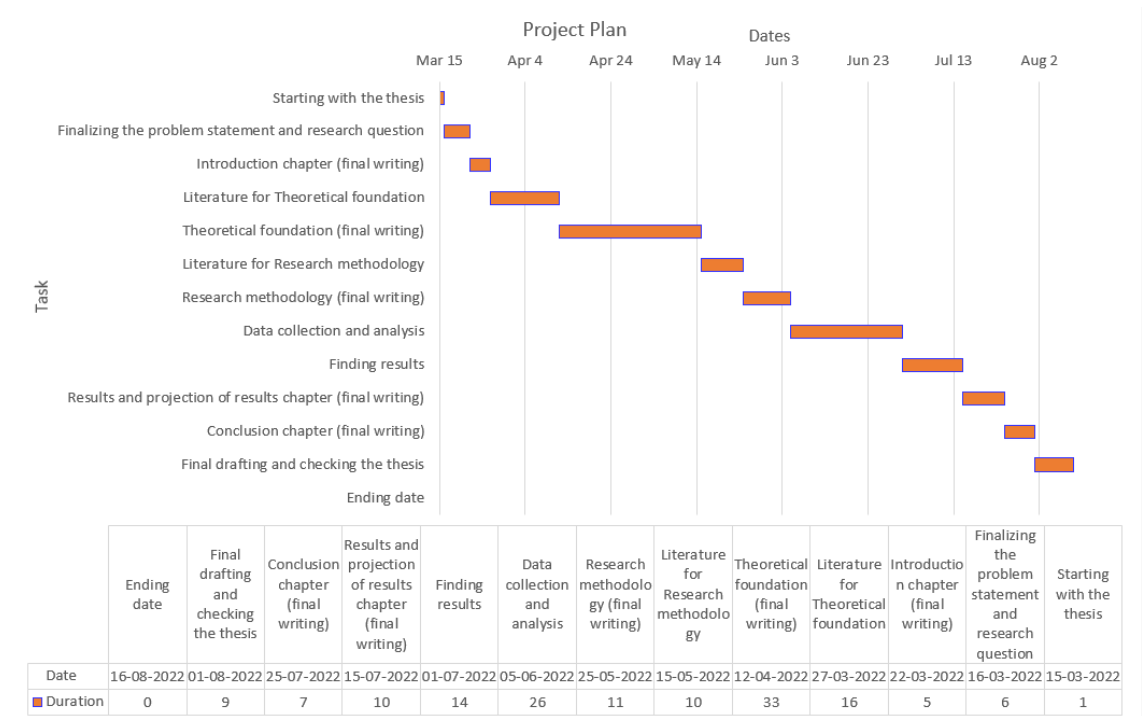 Project Plan
Dates
Mar 15 Apr 4 Apr 24 May 14 Jun 3 Jun 23 Jul 13 Aug 2
Task
Starting with the thesis
Finalizing the problem statement and research question
Introduction chapter (final writing)
Literature for Theoretical foundation
Theoretical foundation (final writing)
Literature for Research methodology
Research methodology (final writing)
Data collection and analysis
Finding results
Results and projection of results chapter (final writing)
Conclusion chapter (final writing)
Final drafting and checking the thesis
Ending date
Ending
date
Final
drafting
and
checking
the thesis
Conclusion
chapter
(final
writing)
Results and
projection
of results
chapter
(final
writing)
Finding
results
Data
collection
and
analysis
Research
methodolo
gy (final
writing)
Literature
for
Research
methodolo
gy
Theoretical
foundation
(final
writing)
Literature
for
Theoretical
foundation
Introductio
n chapter
(final
writing)
Finalizing
the
problem
statement
and
research
question
Starting
with the
thesis
Date 16-08-2022 01-08-2022 25-07-2022 15-07-2022 01-07-2022 05-06-2022 25-05-2022 15-05-2022 12-04-2022 27-03-2022 22-03-2022 16-03-2022 15-03-2022
Duration 0 9 7 10 14 26 11 10 33 16 5 6 1